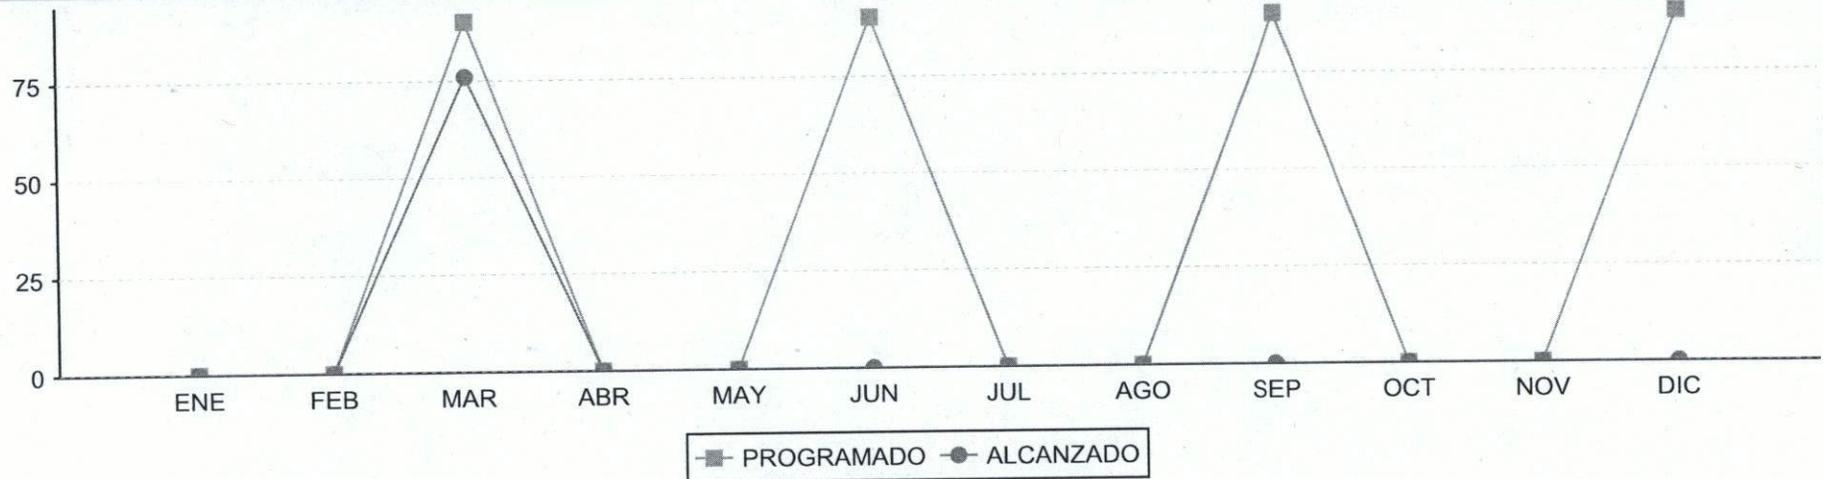 75
50
25
0
ENE FEB MAR ABR MAY JUN JUL AGO SEP OCT NOV DIC
PROGRAMADO ALCANZADO